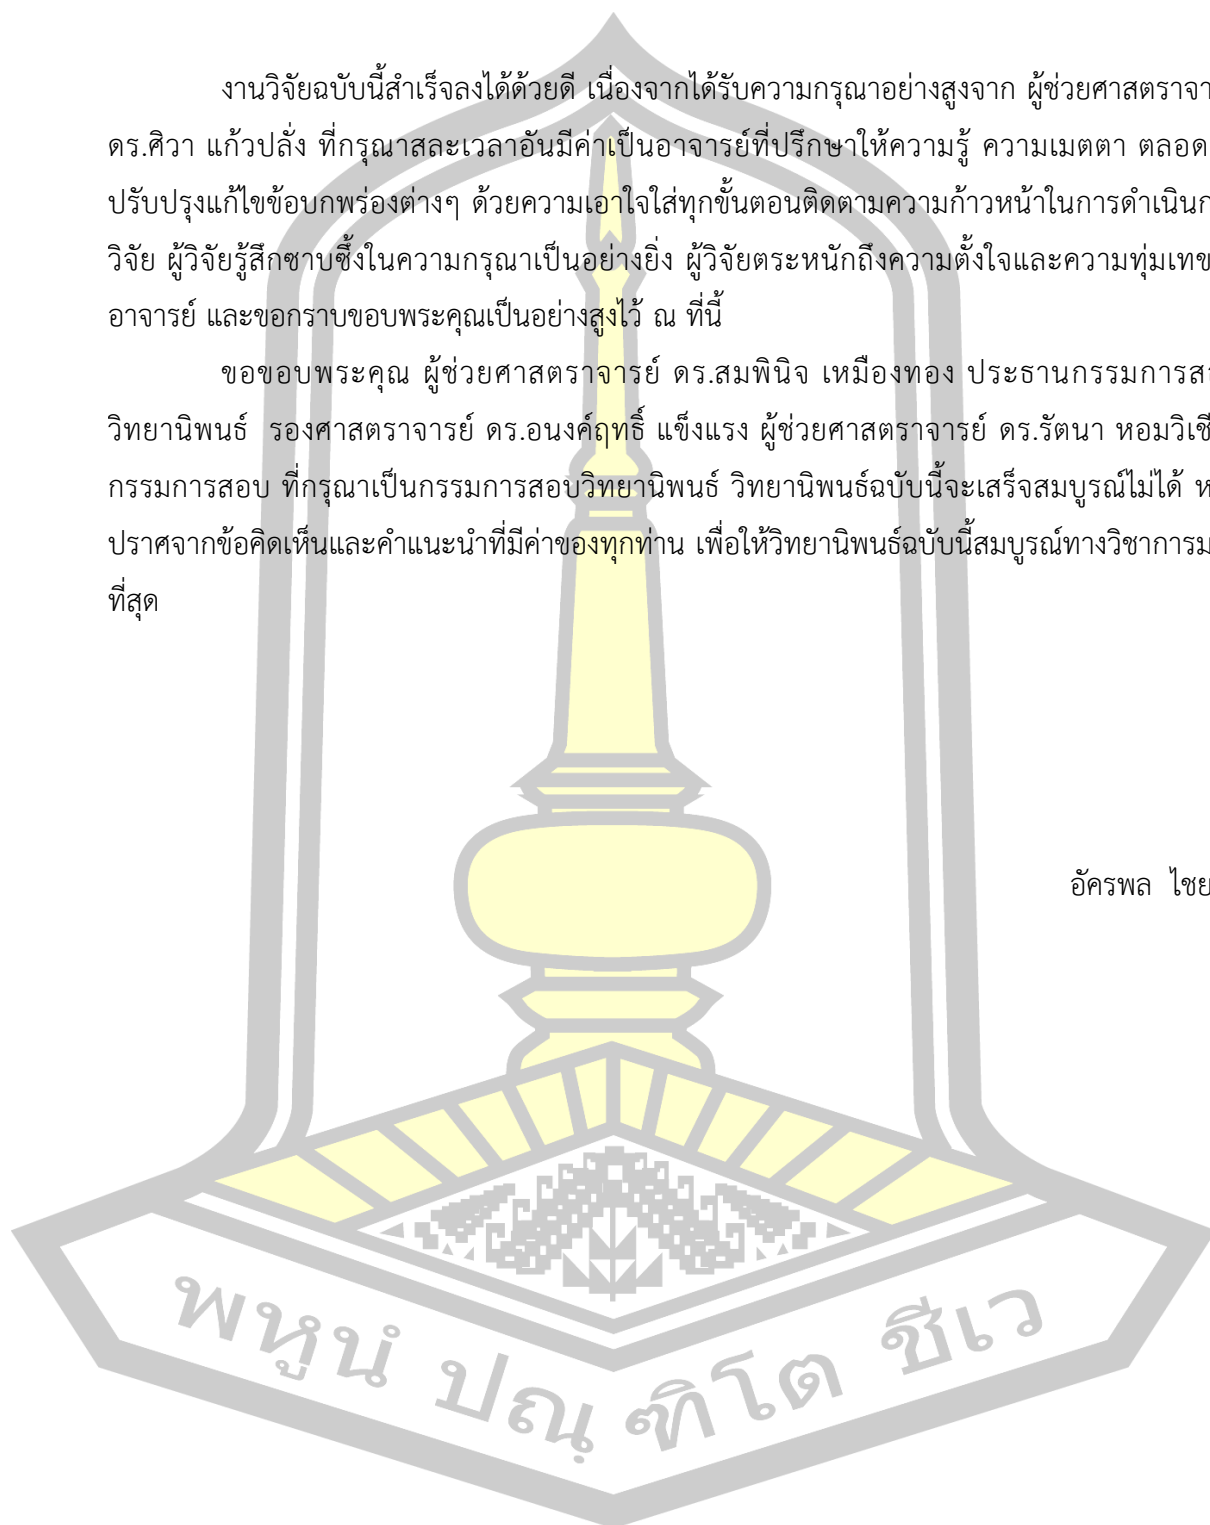 งานวิจัยฉบับนี้สำเร็จลงได้ด้วยดี เนื่องจากได้รับความกรุณาอย่างสูงจาก ผู้ช่วยศาสตราจา
ดร.ศิวา แก้วปลั่ง ที่กรุณาสละเวลาอันมีค่าเป็นอาจารย์ที่ปรึกษาให้ความรู้ ความเมตตา ตลอด
ปรับปรุงแก้ไขข้อบกพร่องต่างๆ ด้วยความเอาใจใส่ทุกขั้นตอนติดตามความก้าวหน้าในการดำเนินก
วิจัย ผู้วิจัยรู้สึกซาบซึ้งในความกรุณาเป็นอย่างยิ่ง ผู้วิจัยตระหนักถึงความตั้งใจและความทุ่มเทข
อาจารย์ และขอกราบขอบพระคุณเป็นอย่างสูงไว้ ณ ที่นี้
ขอขอบพระคุณ ผู้ช่วยศาสตราจารย์ ดร.สมพินิจ เหมืองทอง ประธานกรรมการส
วิทยานิพนธ์ รองศาสตราจารย์ ดร.อนงค์ฤทธิ์ แข็งแรง ผู้ช่วยศาสตราจารย์ ดร.รัตนา หอมวิเชี
กรรมการสอบ ที่กรุณาเป็นกรรมการสอบวิทยานิพนธ์ วิทยานิพนธ์ฉบับนี้จะเสร็จสมบูรณ์ไม่ได้ ห
ปราศจากข้อคิดเห็นและคำแนะนำที่มีค่าของทุกท่าน เพื่อให้วิทยานิพนธ์ฉบับนี้สมบูรณ์ทางวิชาการม
ที่สุด
อัครพล ไชย
พหูนํ ปณฺฑิโต ชีเว